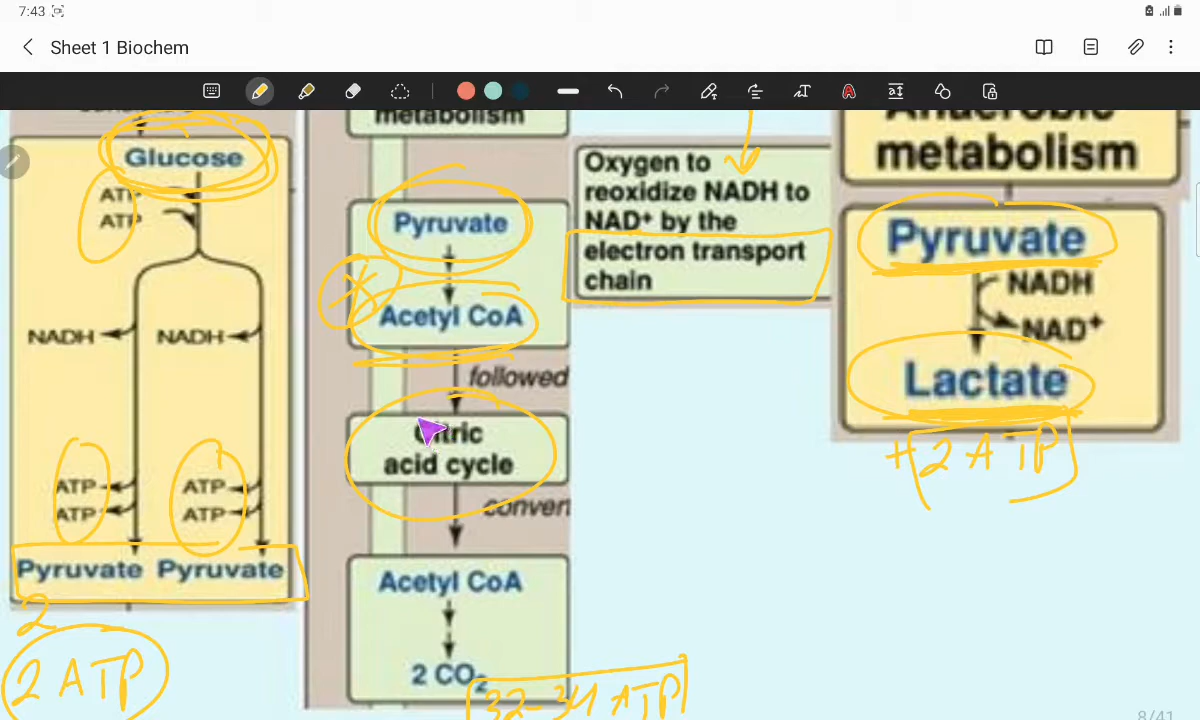 7:43
Sheet 1 Biochem
Glucose
ATP
ATP
NADH
NADH
ATP
ATP
ATP
ATP
Pyruvate
Pyruvate
2
2 ATP
metabolism
Pyruvate
Acetyl CoA
followed
Citric
acid cycle
conver
Acetyl CoA
2 CO2
32-34 ATP
Oxygen to
reoxidize NADH to
NAD+ by the
electron transport
chain
Anaerobic
metabolism
Pyruvate
NADH
NAD+
Lactate
+ 2 ATP
8/41